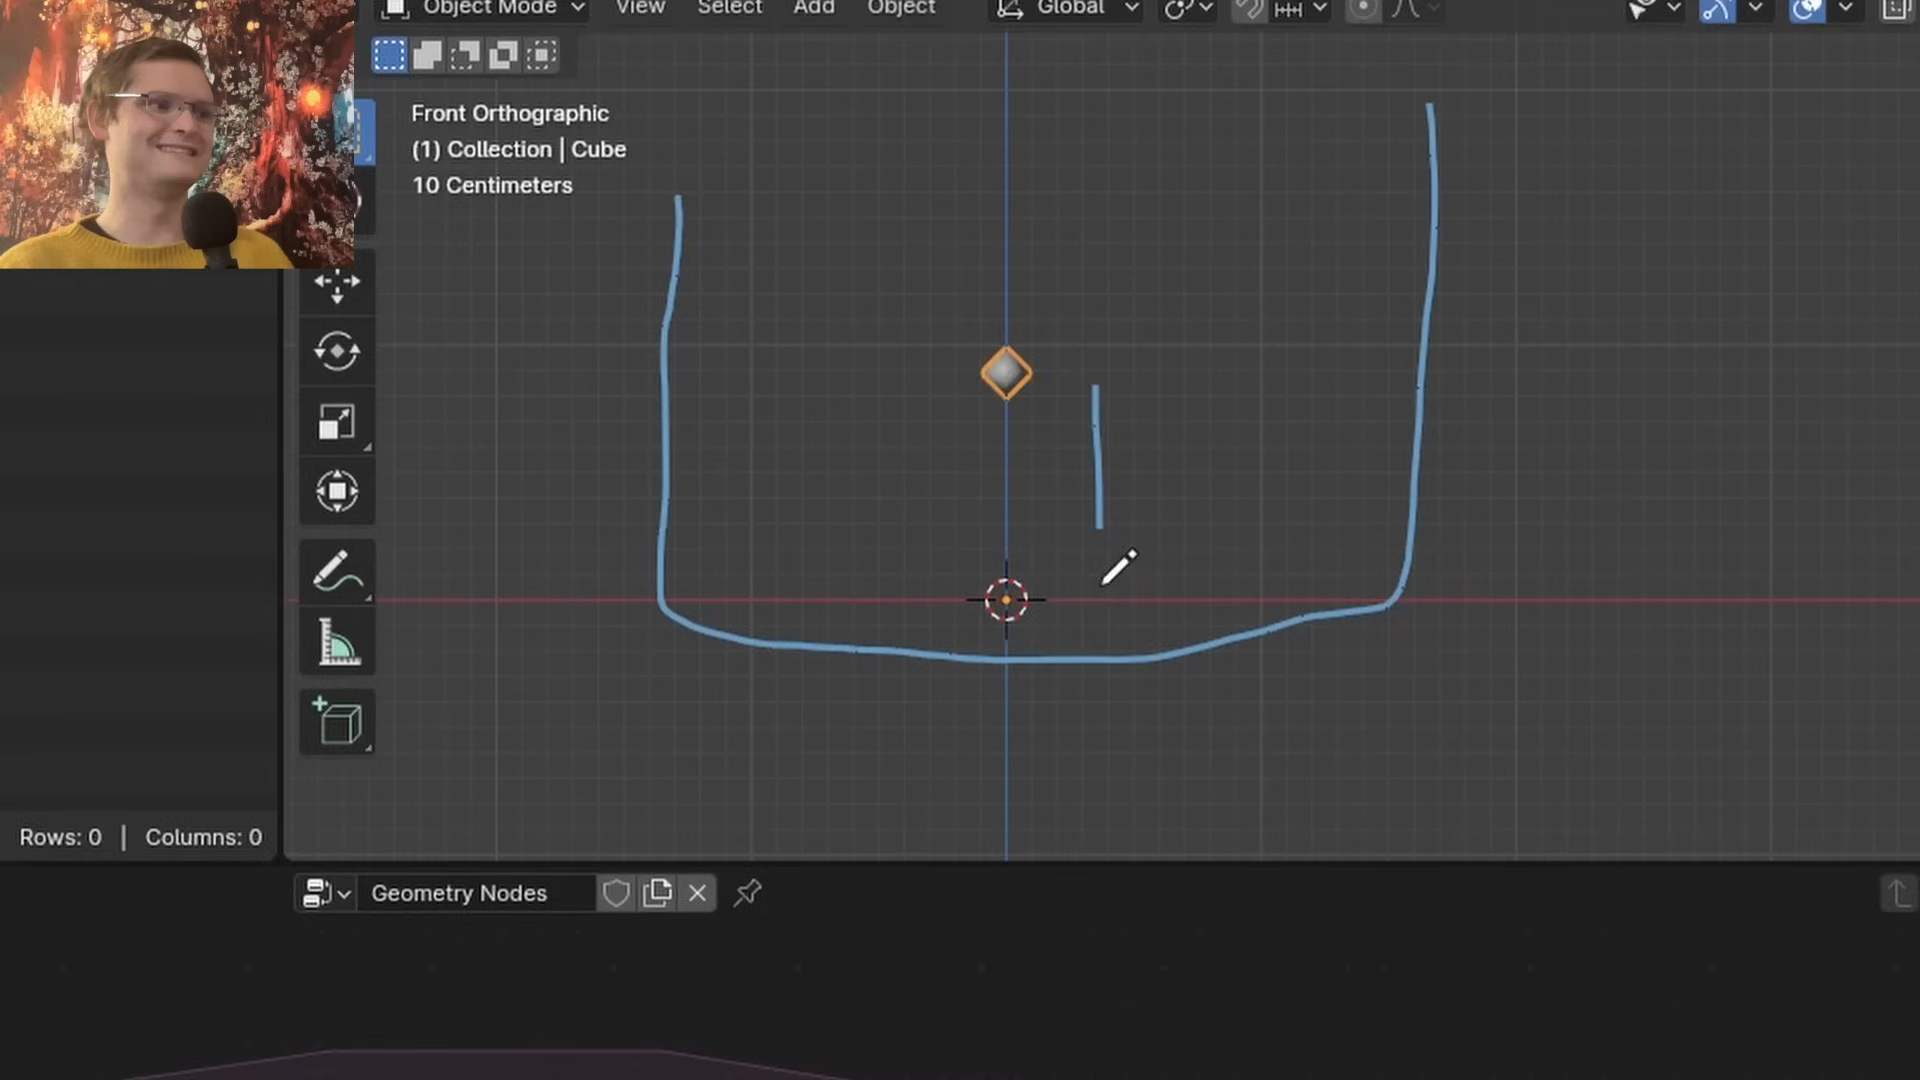 Object Mode View Select Add Object Global
Front Orthographic
(1) Collection | Cube
10 Centimeters
Rows: 0 | Columns: 0
Geometry Nodes